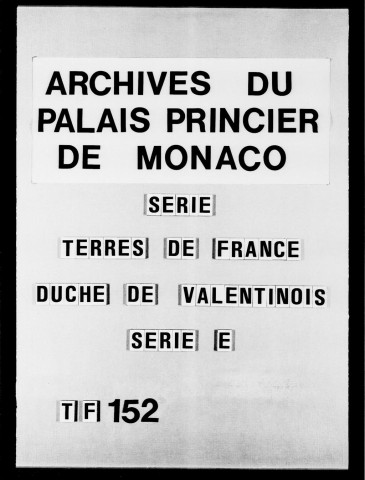 ARCHIVES DU
PALAIS PRINCIER
DE MONACO
SERIE
TERRES DE FRANCE
DUCHE DE VALENTINOIS
SERIE E
TF 152